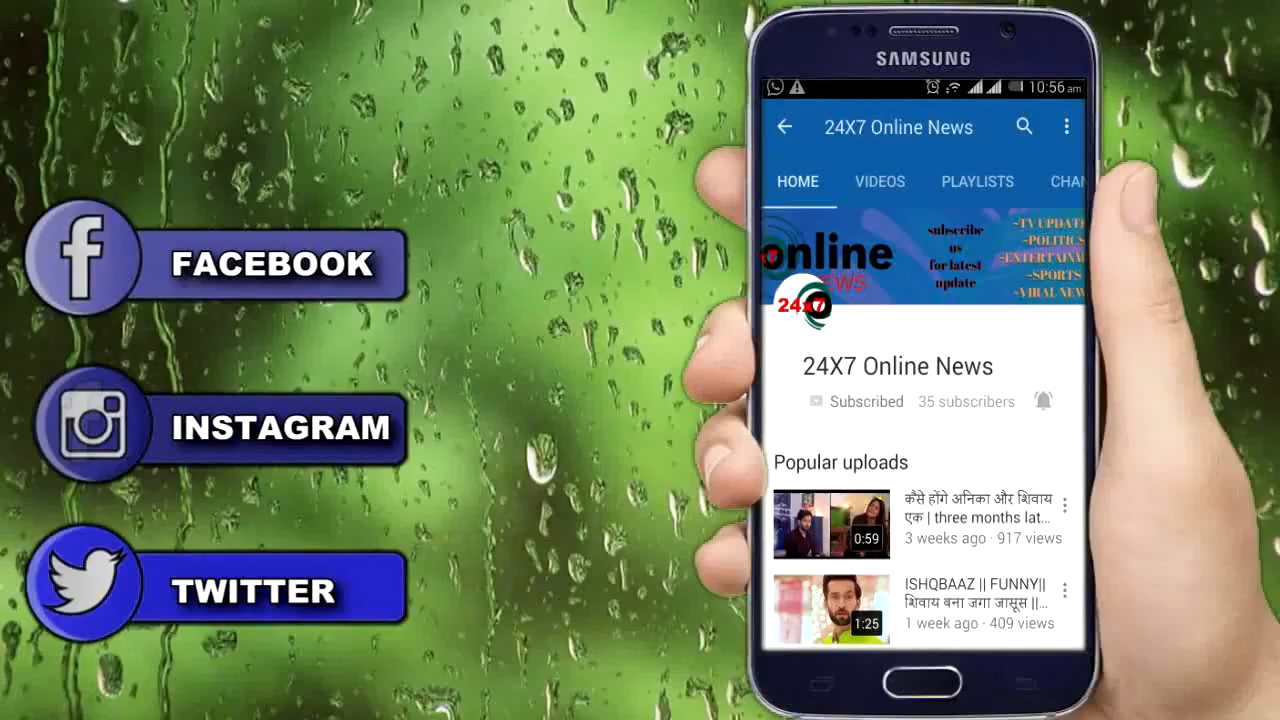 FACEBOOK
INSTAGRAM
TWITTER
SAMSUNG
10:56 am
24X7 Online News
HOME VIDEOS PLAYLISTS CHAN
online
NEWS
24x7
subscribe
us
for latest
update
~TV UPDATE
~POLITICS
~ENTERTAINM
~SPORTS
~VIRAL NEW
24X7 Online News
Subscribed 35 subscribers
Popular uploads
0:59
कैसे होंगे अनिका और शिवाय
एक | three months lat...
3 weeks ago · 917 views
1:25
ISHQBAAZ || FUNNY||
शिवाय बना जगा जासूस ||...
1 week ago · 409 views